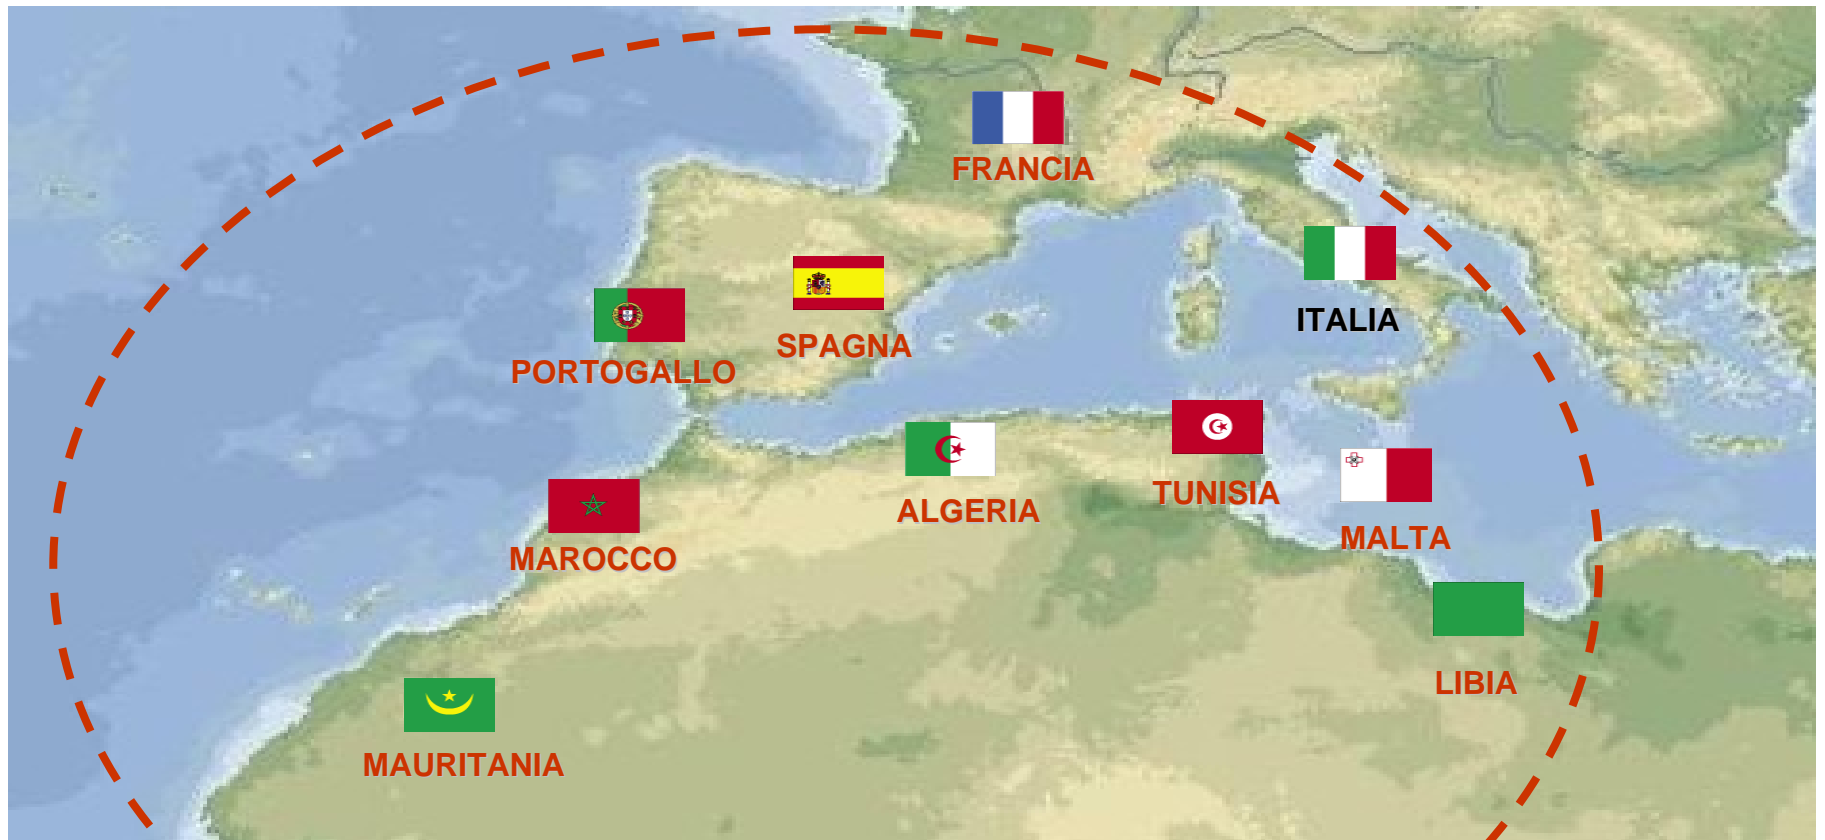 FRANCIA
ITALIA
SPAGNA
PORTOGALLO
TUNISIA
ALGERIA
MALTA
MAROCCO
LIBIA
MAURITANIA